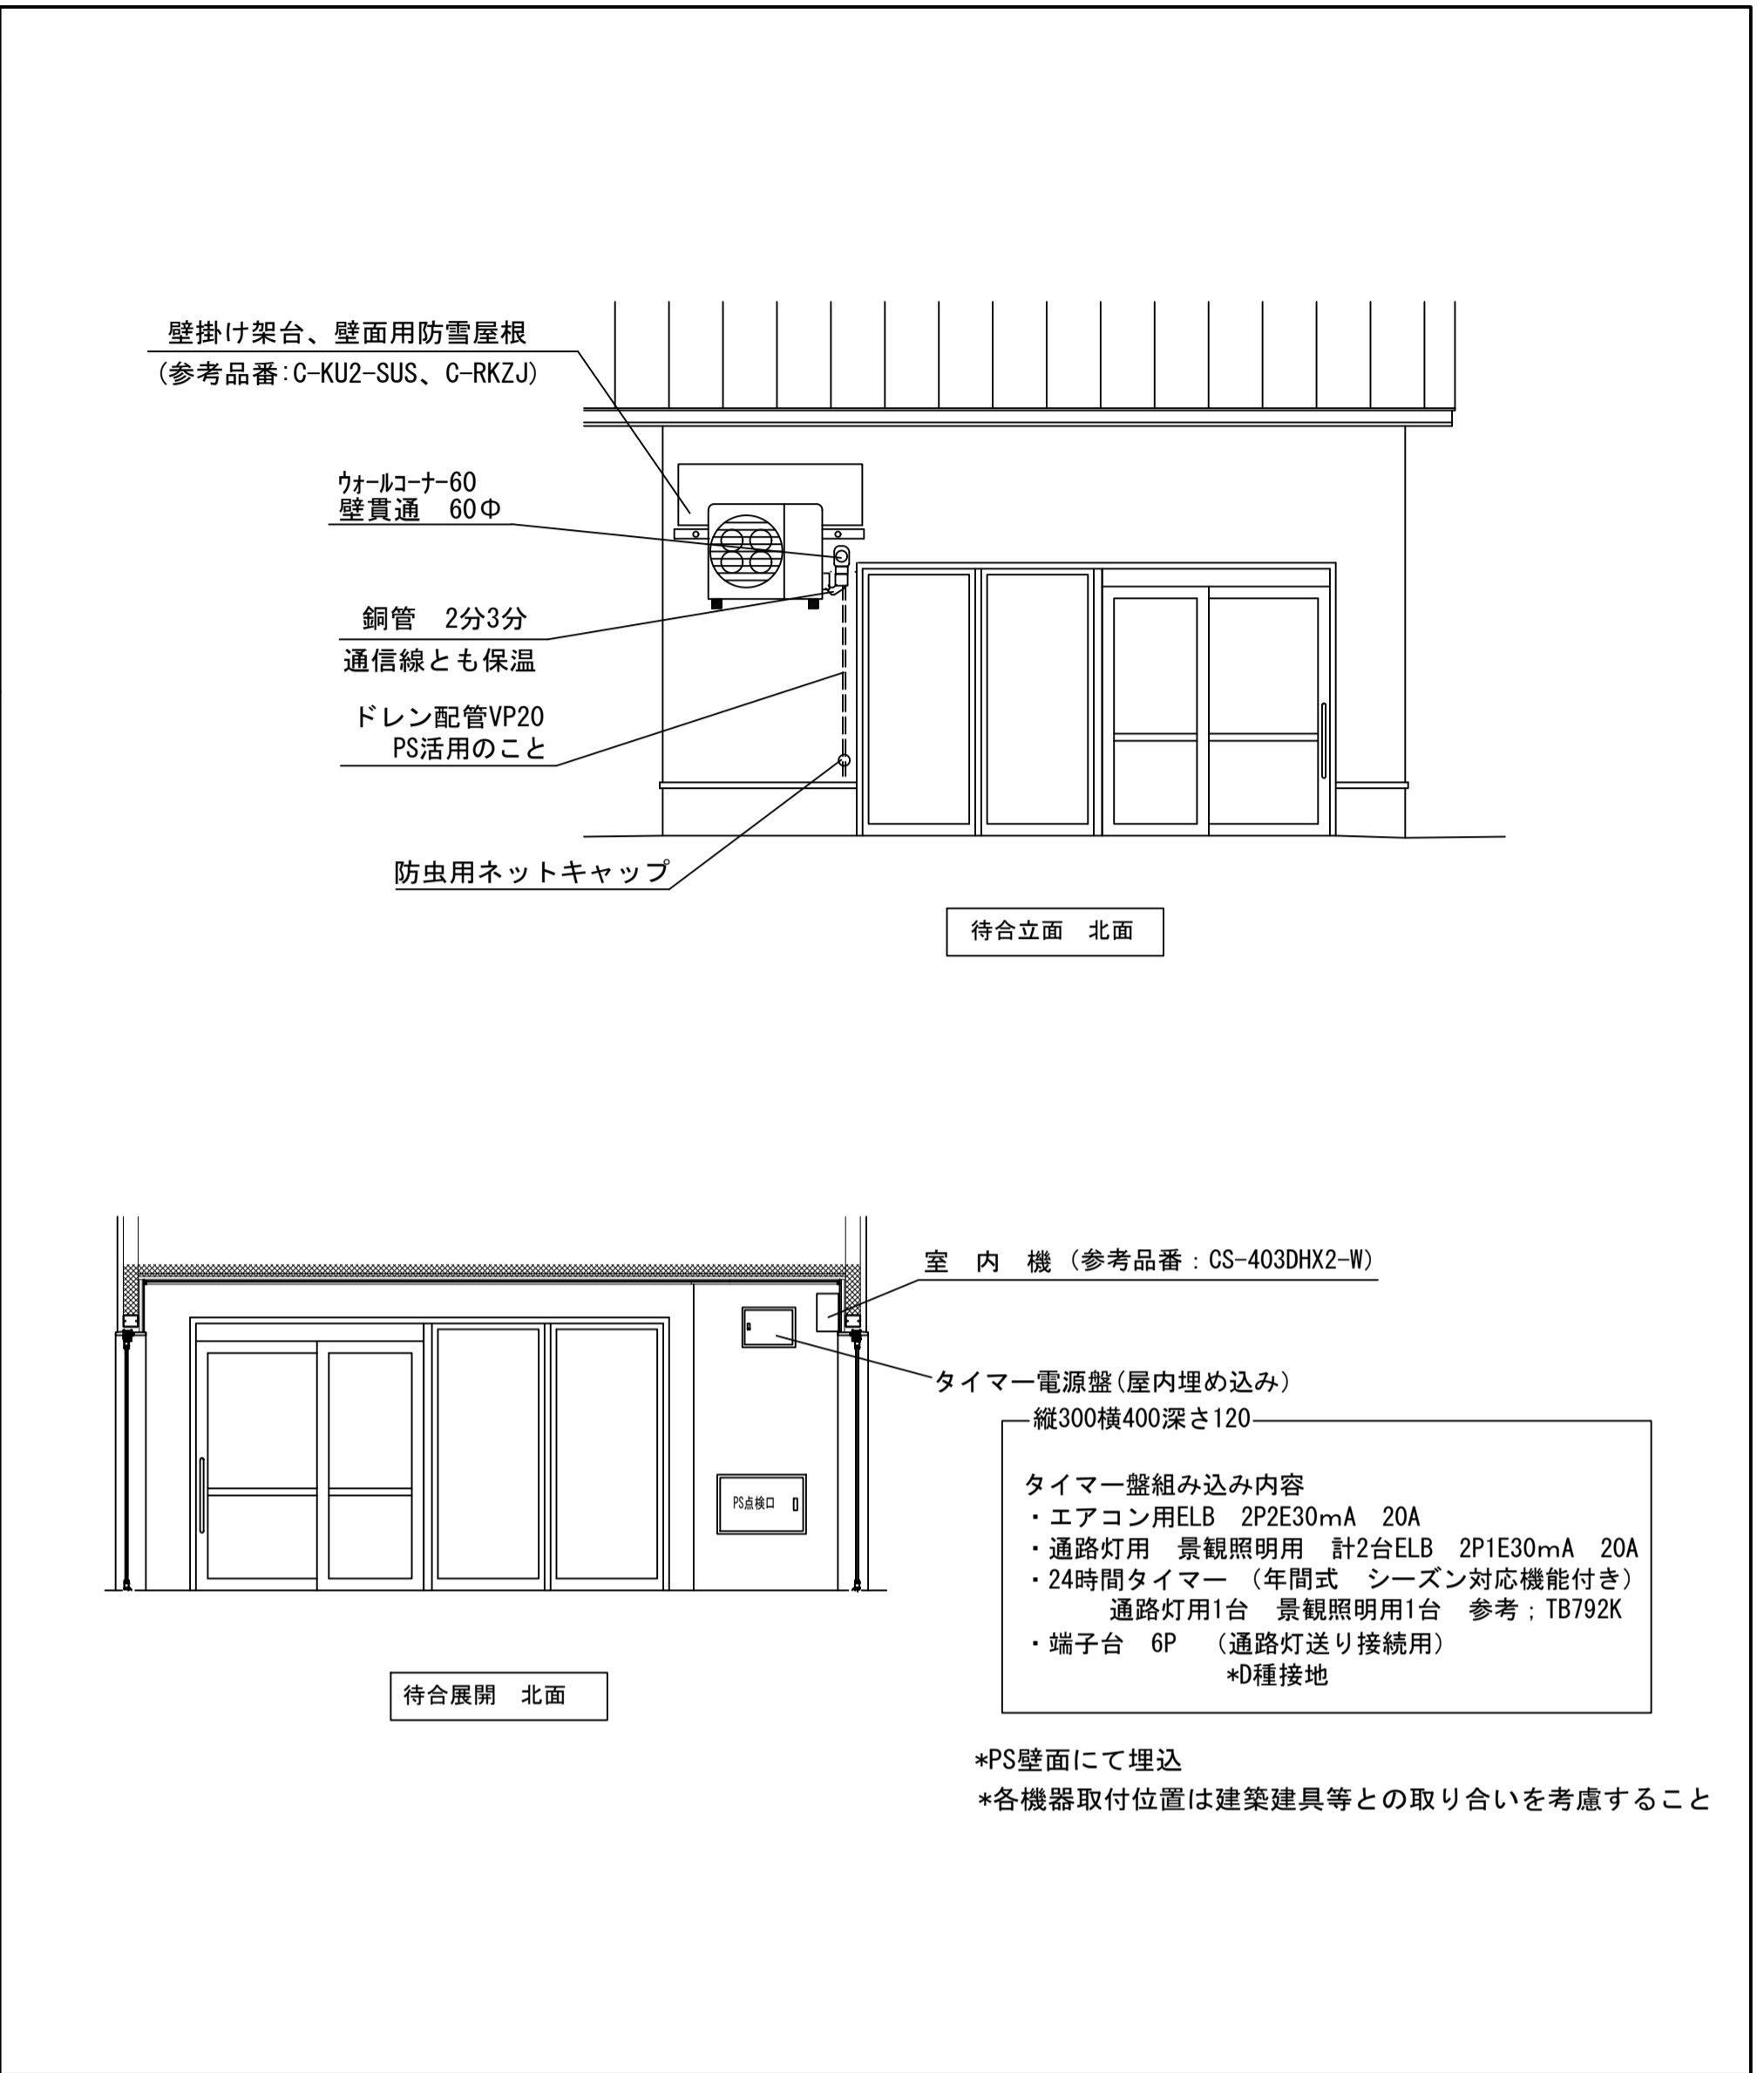 壁掛け架台、壁面用防雪屋根
(参考品番:C-KU2-SUS、C-RKZJ)
ｳｫｰﾙｺｰﾅｰ60
壁貫通　60Φ
銅管　2分3分
通信線とも保温
ドレン配管VP20
PS活用のこと
防虫用ネットキャップ
待合立面　北面
室　内　機（参考品番：CS-403DHX2-W）
タイマー電源盤(屋内埋め込み)
縦300横400深さ120
タイマー盤組み込み内容
・エアコン用ELB　2P2E30mA　20A
・通路灯用　景観照明用　計2台ELB　2P1E30mA　20A
・24時間タイマー　（年間式　シーズン対応機能付き）
通路灯用1台　景観照明用1台　参考；TB792K
・端子台　6P　（通路灯送り接続用）
*D種接地
PS点検口
待合展開　北面
*PS壁面にて埋込
*各機器取付位置は建築建具等との取り合いを考慮すること